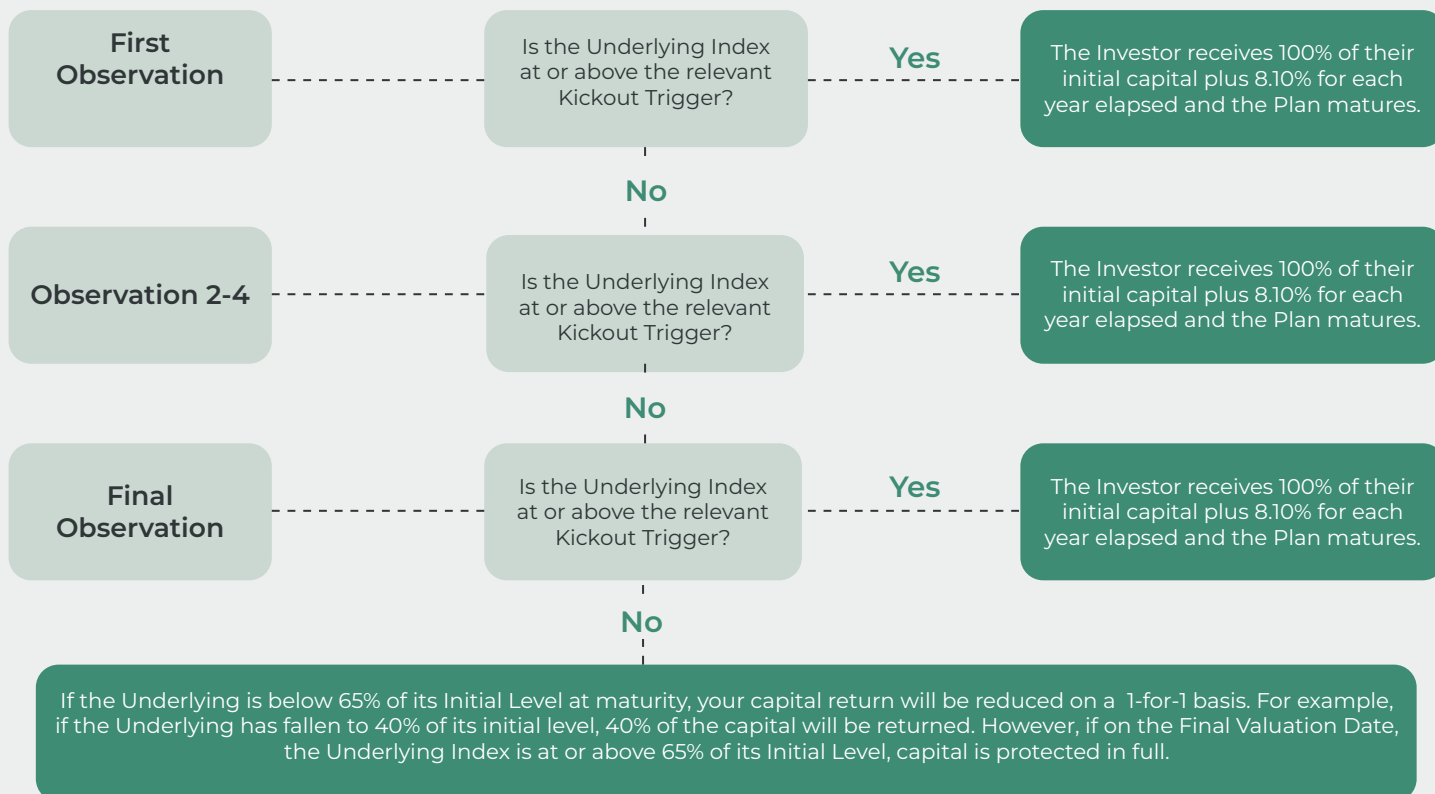 First
Observation
Is the Underlying Index
at or above the relevant
Kickout Trigger?
Yes
The Investor receives 100% of their
initial capital plus 8.10% for each
year elapsed and the Plan matures.
No
Observation 2-4
Is the Underlying Index
at or above the relevant
Kickout Trigger?
Yes
The Investor receives 100% of their
initial capital plus 8.10% for each
year elapsed and the Plan matures.
No
Final
Observation
Is the Underlying Index
at or above the relevant
Kickout Trigger?
Yes
The Investor receives 100% of their
initial capital plus 8.10% for each
year elapsed and the Plan matures.
No
If the Underlying is below 65% of its Initial Level at maturity, your capital return will be reduced on a 1-for-1 basis. For example,
if the Underlying has fallen to 40% of its initial level, 40% of the capital will be returned. However, if on the Final Valuation Date,
the Underlying Index is at or above 65% of its Initial Level, capital is protected in full.